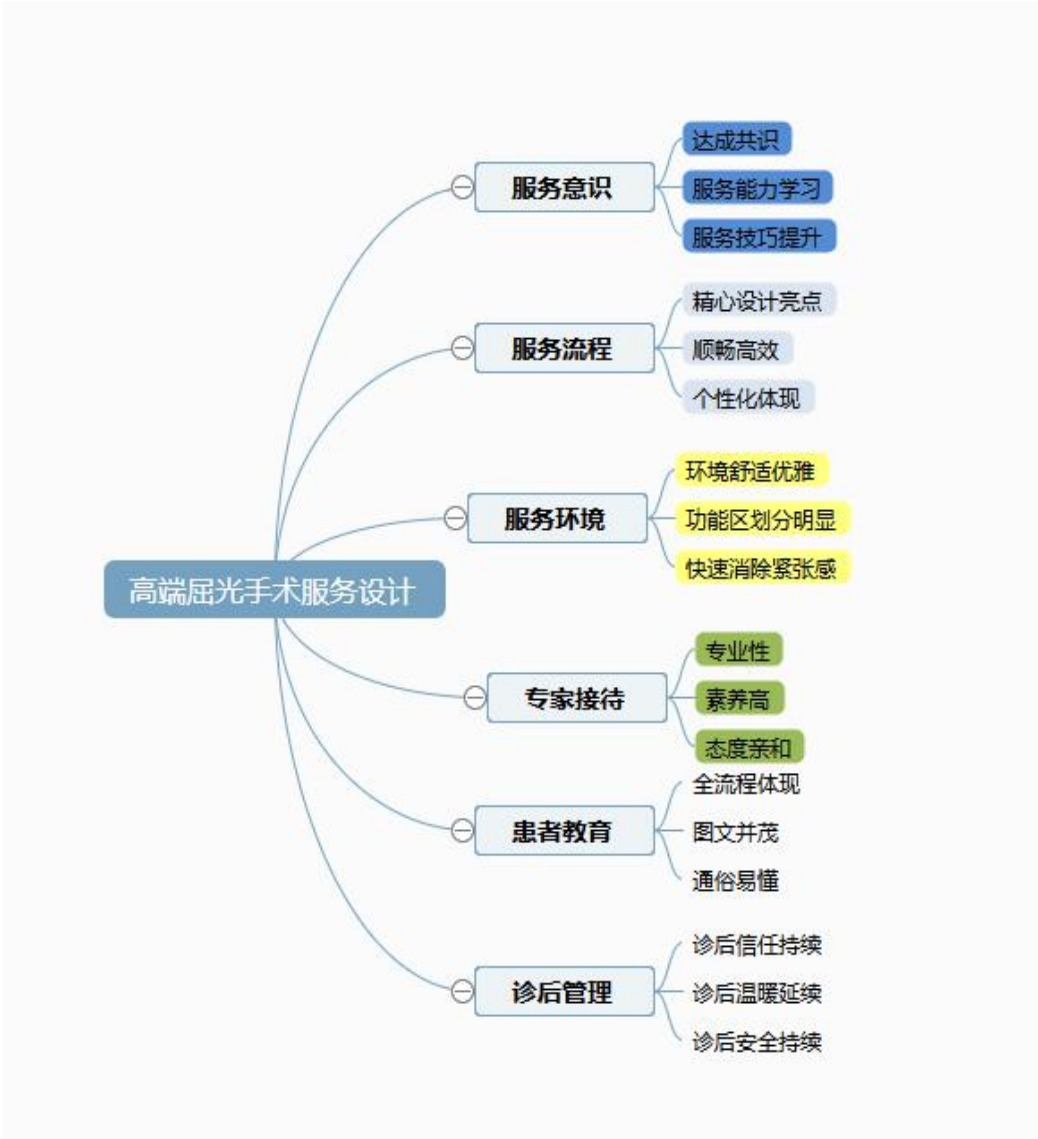 达成共识
服务意识
服务能力学习
服务技巧提升
精心设计亮点
服务流程
顺畅高效
个性化体现
环境舒适优雅
服务环境
功能区划分明显
快速消除紧张感
高端屈光手术服务设计
专业性
专家接待
素养高
态度亲和
全流程体现
患者教育
图文并茂
通俗易懂
诊后信任持续
诊后管理
诊后温暖延续
诊后安全持续